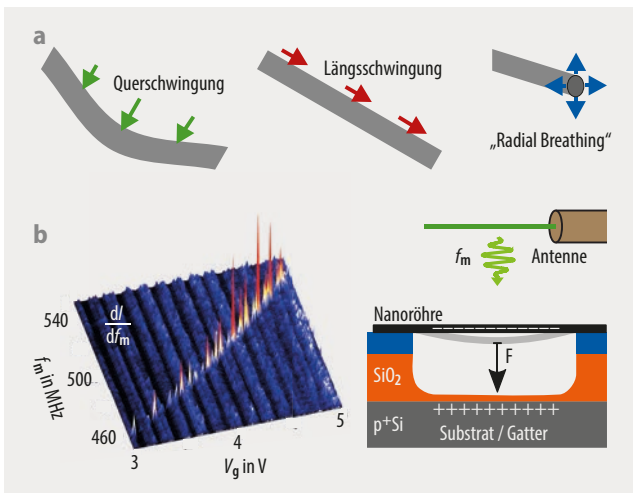 a
Querschwingung
Längsschwingung
„Radial Breathing“
b
fm
Antenne
dI
dfm
540
500
460
fm in MHz
3
4
5
Vg in V
Nanoröhre
– – – – – – – – – –
F
SiO2
++++++++++
p+Si
Substrat / Gatter